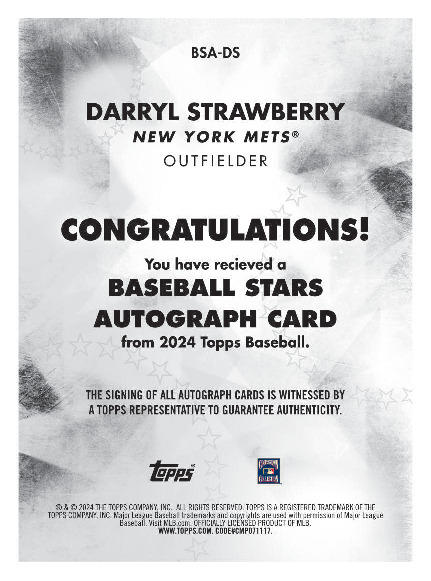 BSA-DS
DARRYL STRAWBERRY
NEW YORK METS®
OUTFIELDER
CONGRATULATIONS!
You have recieved a
BASEBALL STARS
AUTOGRAPH CARD
from 2024 Topps Baseball.
THE SIGNING OF ALL AUTOGRAPH CARDS IS WITNESSED BY
A TOPPS REPRESENTATIVE TO GUARANTEE AUTHENTICITY.
topps
® & © 2024 THE TOPPS COMPANY, INC. ALL RIGHTS RESERVED. TOPPS IS A REGISTERED TRADEMARK OF THE
TOPPS COMPANY, INC. Major League Baseball trademarks and copyrights are used with permission of Major League
Baseball. Visit MLB.com. OFFICIALLY LICENSED PRODUCT OF MLB.
WWW.TOPPS.COM. CODE#CMP071117.